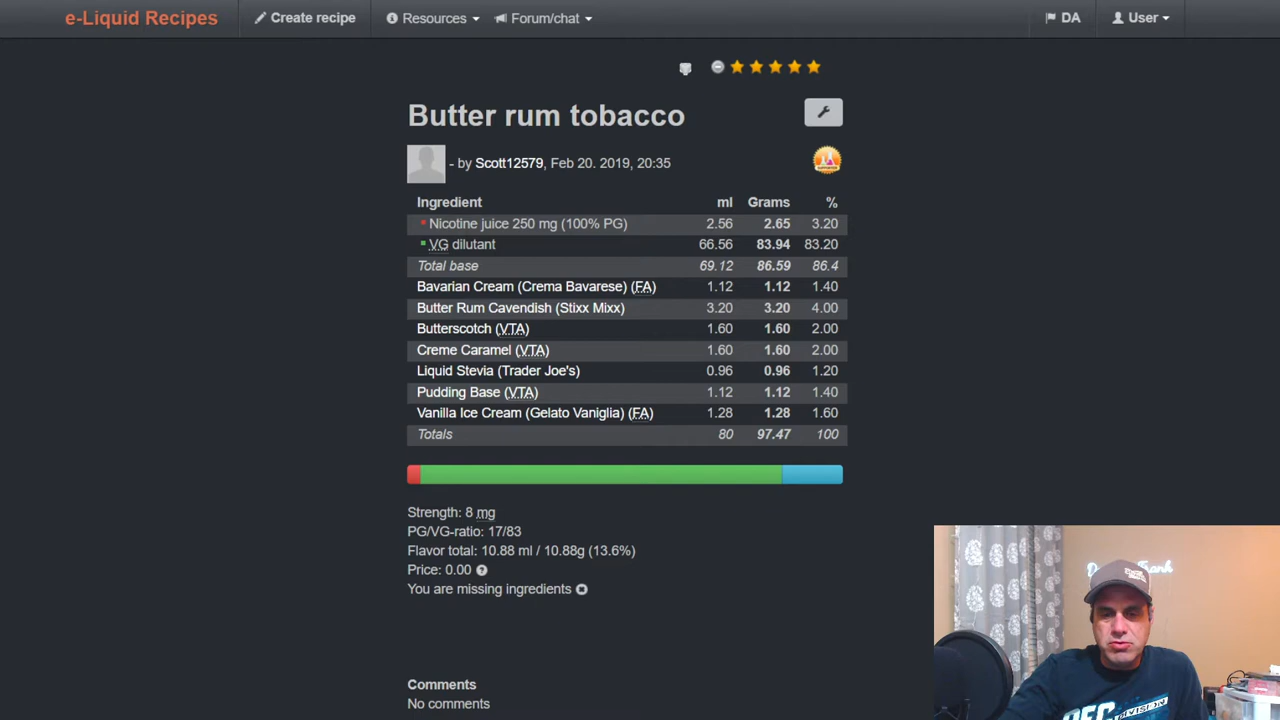 e-Liquid Recipes Create recipe Resources Forum/chat DA User
Butter rum tobacco
- by Scott12579, Feb 20. 2019, 20:35
Ingredient ml Grams %
Nicotine juice 250 mg (100% PG) 2.56 2.65 3.20
VG dilutant 66.56 83.94 83.20
Total base 69.12 86.59 86.4
Bavarian Cream (Crema Bavarese) (FA) 1.12 1.12 1.40
Butter Rum Cavendish (Stixx Mixx) 3.20 3.20 4.00
Butterscotch (VTA) 1.60 1.60 2.00
Creme Caramel (VTA) 1.60 1.60 2.00
Liquid Stevia (Trader Joe's) 0.96 0.96 1.20
Pudding Base (VTA) 1.12 1.12 1.40
Vanilla Ice Cream (Gelato Vaniglia) (FA) 1.28 1.28 1.60
Totals 80 97.47 100
Strength: 8 mg
PG/VG-ratio: 17/83
Flavor total: 10.88 ml / 10.88g (13.6%)
Price: 0.00
You are missing ingredients
Comments
No comments